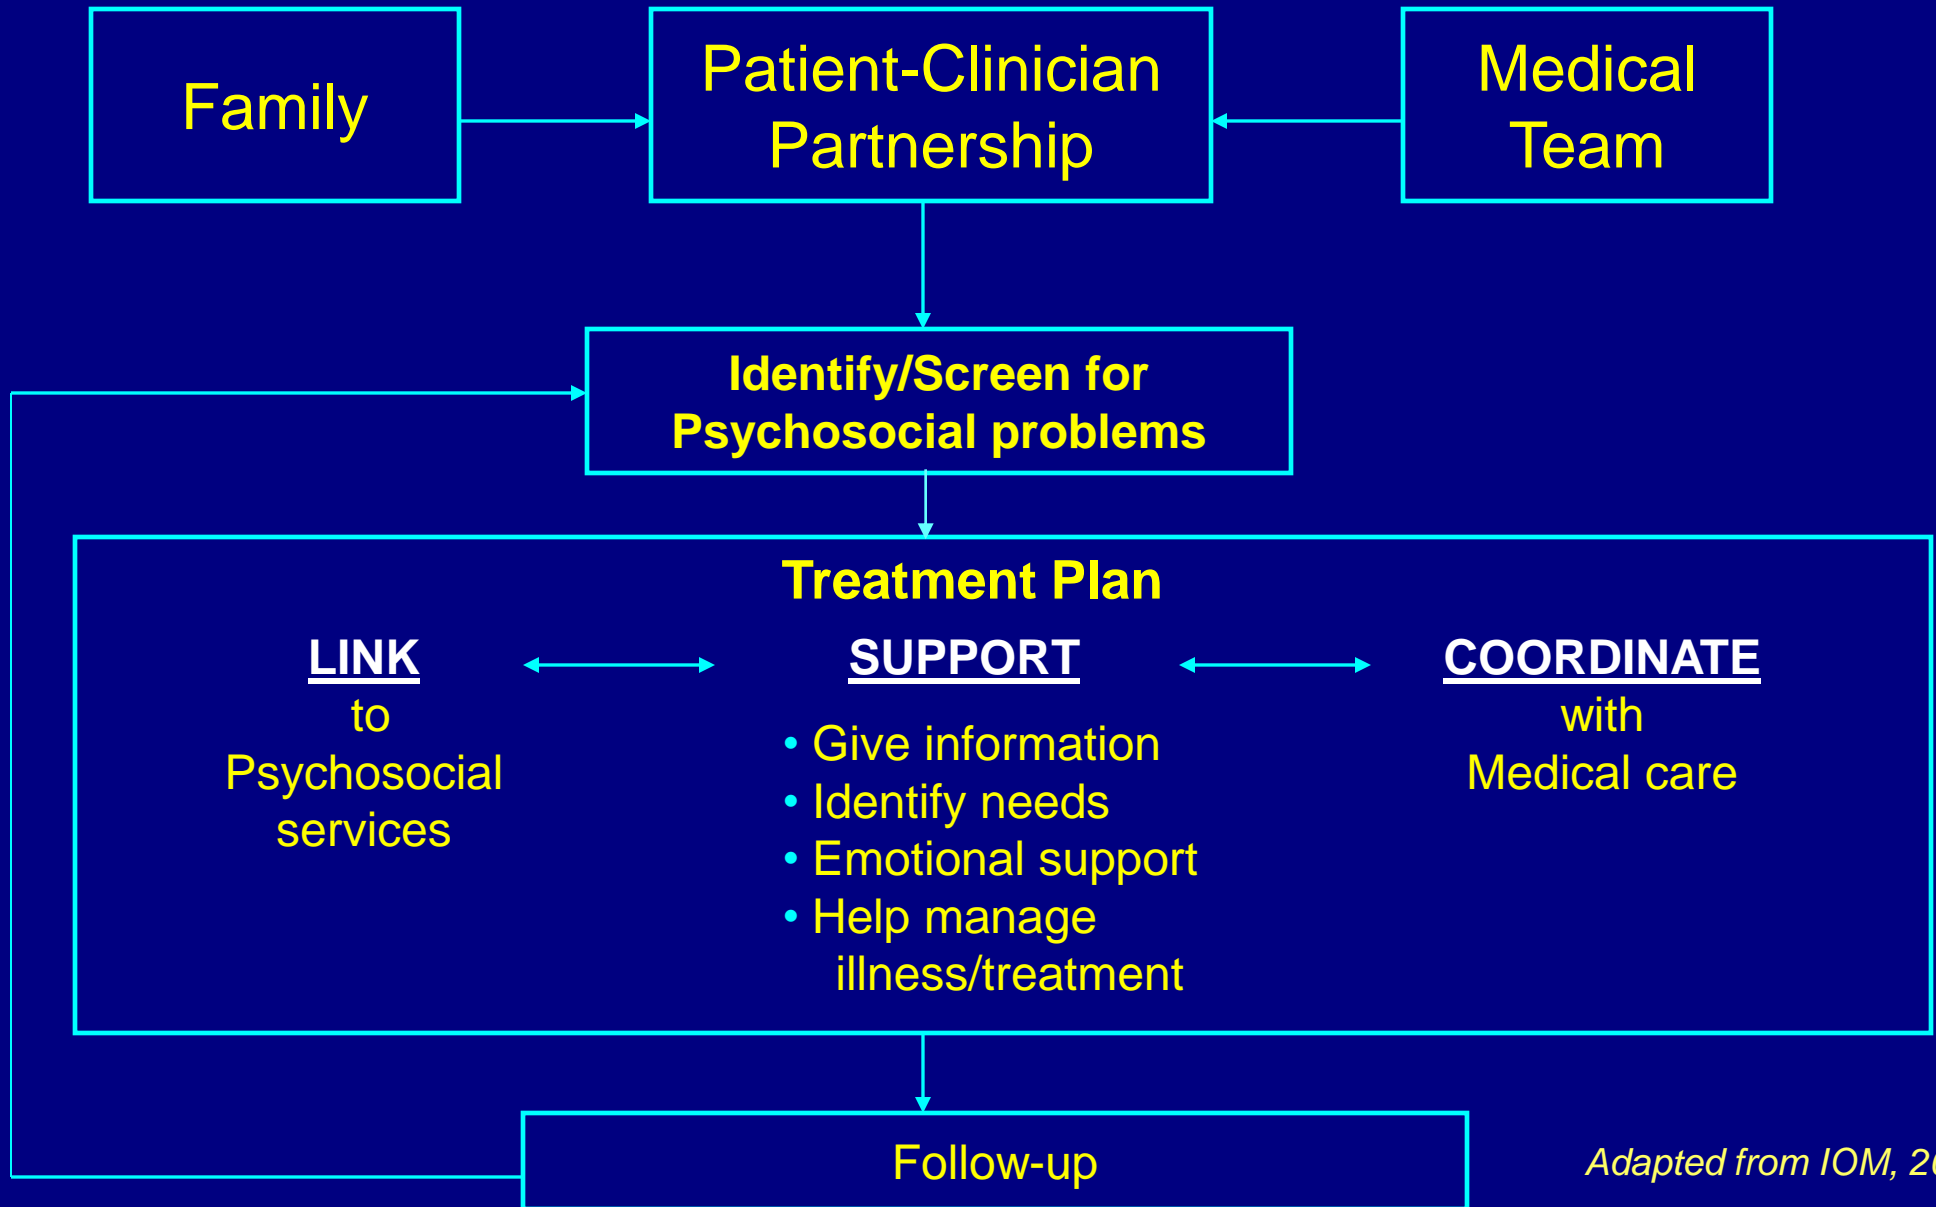 Family
Patient-Clinician
Partnership
Medical
Team
Identify/Screen for
Psychosocial problems
Treatment Plan
LINK
to
Psychosocial
services
SUPPORT
• Give information
• Identify needs
• Emotional support
• Help manage
illness/treatment
COORDINATE
with
Medical care
Follow-up
Adapted from IOM,